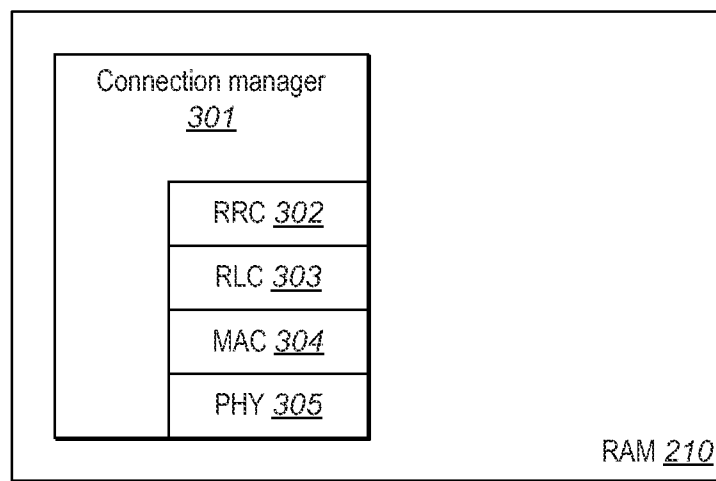 Connection manager
301
RRC 302
RLC 303
MAC 304
PHY 305
RAM 210